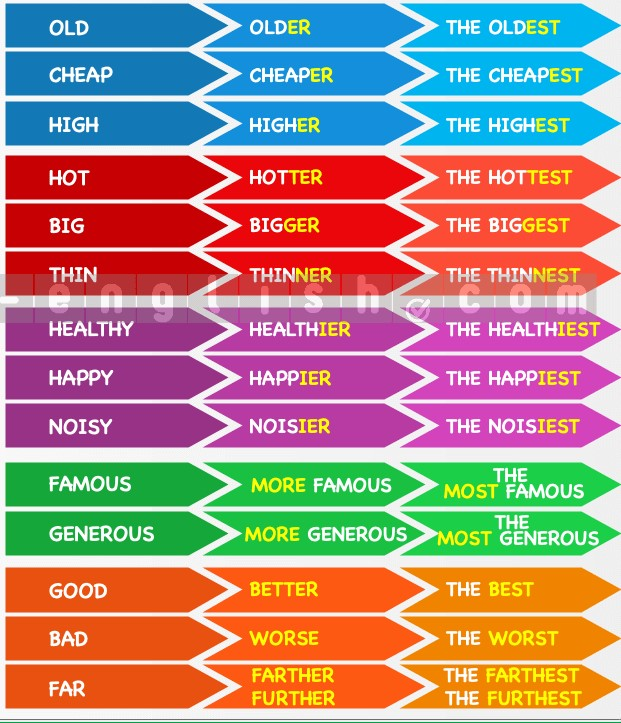 OLD OLDER THE OLDEST
CHEAP CHEAPER THE CHEAPEST
HIGH HIGHER THE HIGHEST
HOT HOTTER THE HOTTEST
BIG BIGGER THE BIGGEST
THIN THINNER THE THINNEST
- english.com
HEALTHY HEALTHIER THE HEALTHIEST
HAPPY HAPPIER THE HAPPIEST
NOISY NOISIER THE NOISIEST
FAMOUS MORE FAMOUS THE
MOST FAMOUS
GENEROUS MORE GENEROUS THE
MOST GENEROUS
GOOD BETTER THE BEST
BAD WORSE THE WORST
FAR FARTHER THE FARTHEST
FURTHER THE FURTHEST